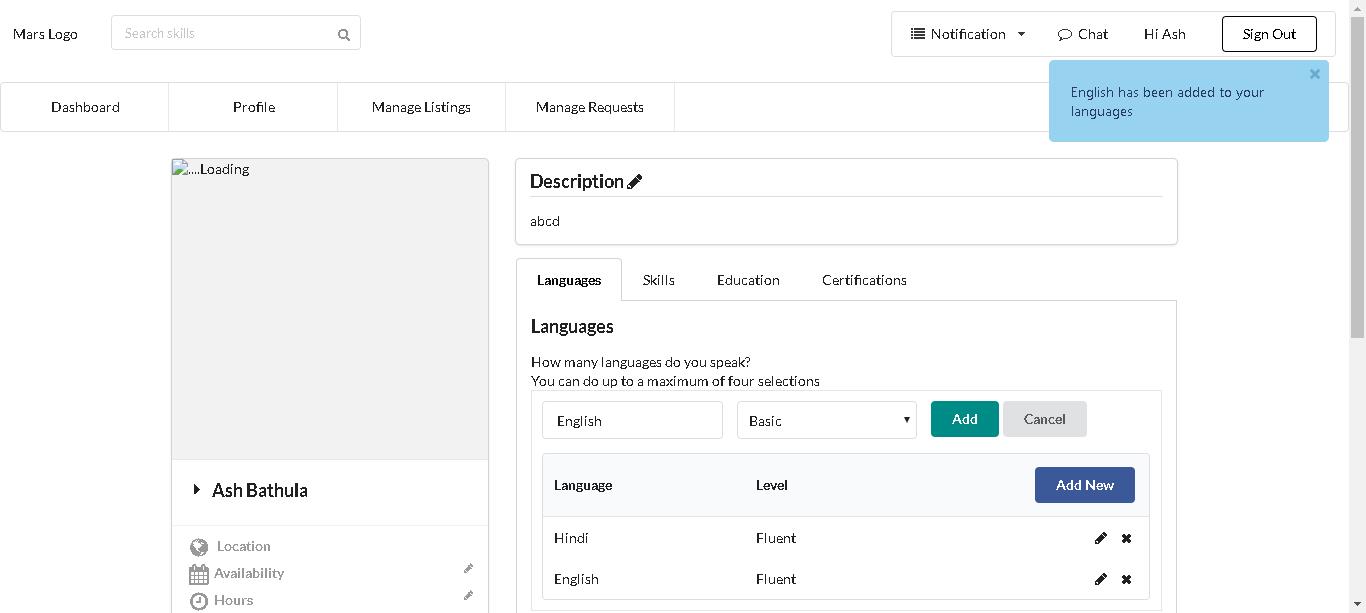 Mars Logo
Search skills
Notification
Chat
Hi Ash
Sign Out
Dashboard
Profile
Manage Listings
Manage Requests
English has been added to your
languages
....Loading
Ash Bathula
Location
Availability
Hours
Description
abcd
Languages
Skills
Education
Certifications
Languages
How many languages do you speak?
You can do up to a maximum of four selections
English
Basic
Add
Cancel
Language
Level
Add New
Hindi
Fluent
English
Fluent